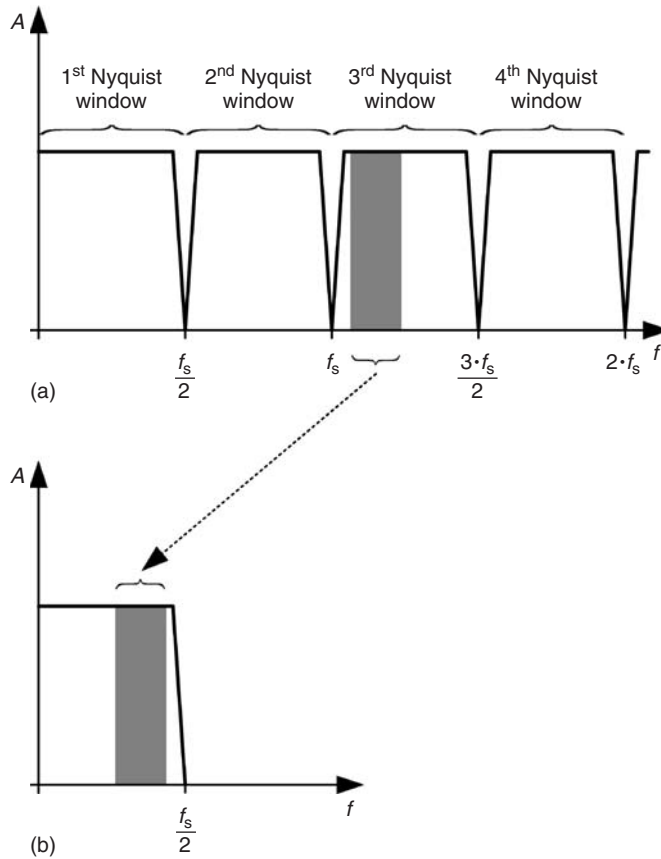 A
1st Nyquist window
2nd Nyquist window
3rd Nyquist window
4th Nyquist window
fs/2
fs
3·fs/2
2·fs
f
(a)
A
fs/2
f
(b)